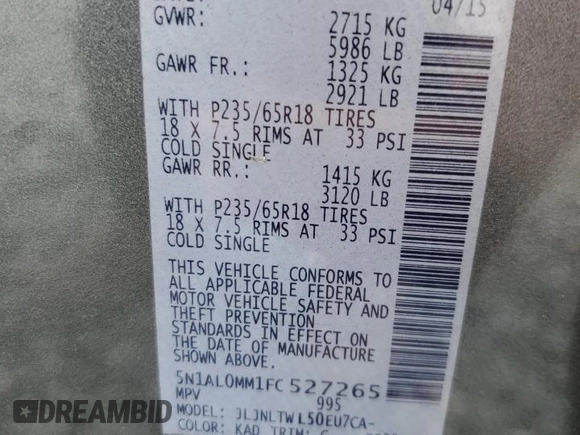 04/15
GVWR: 2715 KG
5986 LB
GAWR FR.: 1325 KG
2921 LB
WITH P235/65R18 TIRES
18 X 7.5 RIMS AT 33 PSI
COLD SINGLE
GAWR RR.: 1415 KG
3120 LB
WITH P235/65R18 TIRES
18 X 7.5 RIMS AT 33 PSI
COLD SINGLE
THIS VEHICLE CONFORMS TO
ALL APPLICABLE FEDERAL
MOTOR VEHICLE SAFETY AND
THEFT PREVENTION
STANDARDS IN EFFECT ON
THE DATE OF MANUFACTURE
SHOWN ABOVE.
5N1AL0MM1FC527265
MPV 995
MODEL: JLJNLTWL50EU7CA-
COLOR: KAD TRIM: G
DIRECT CARFAX